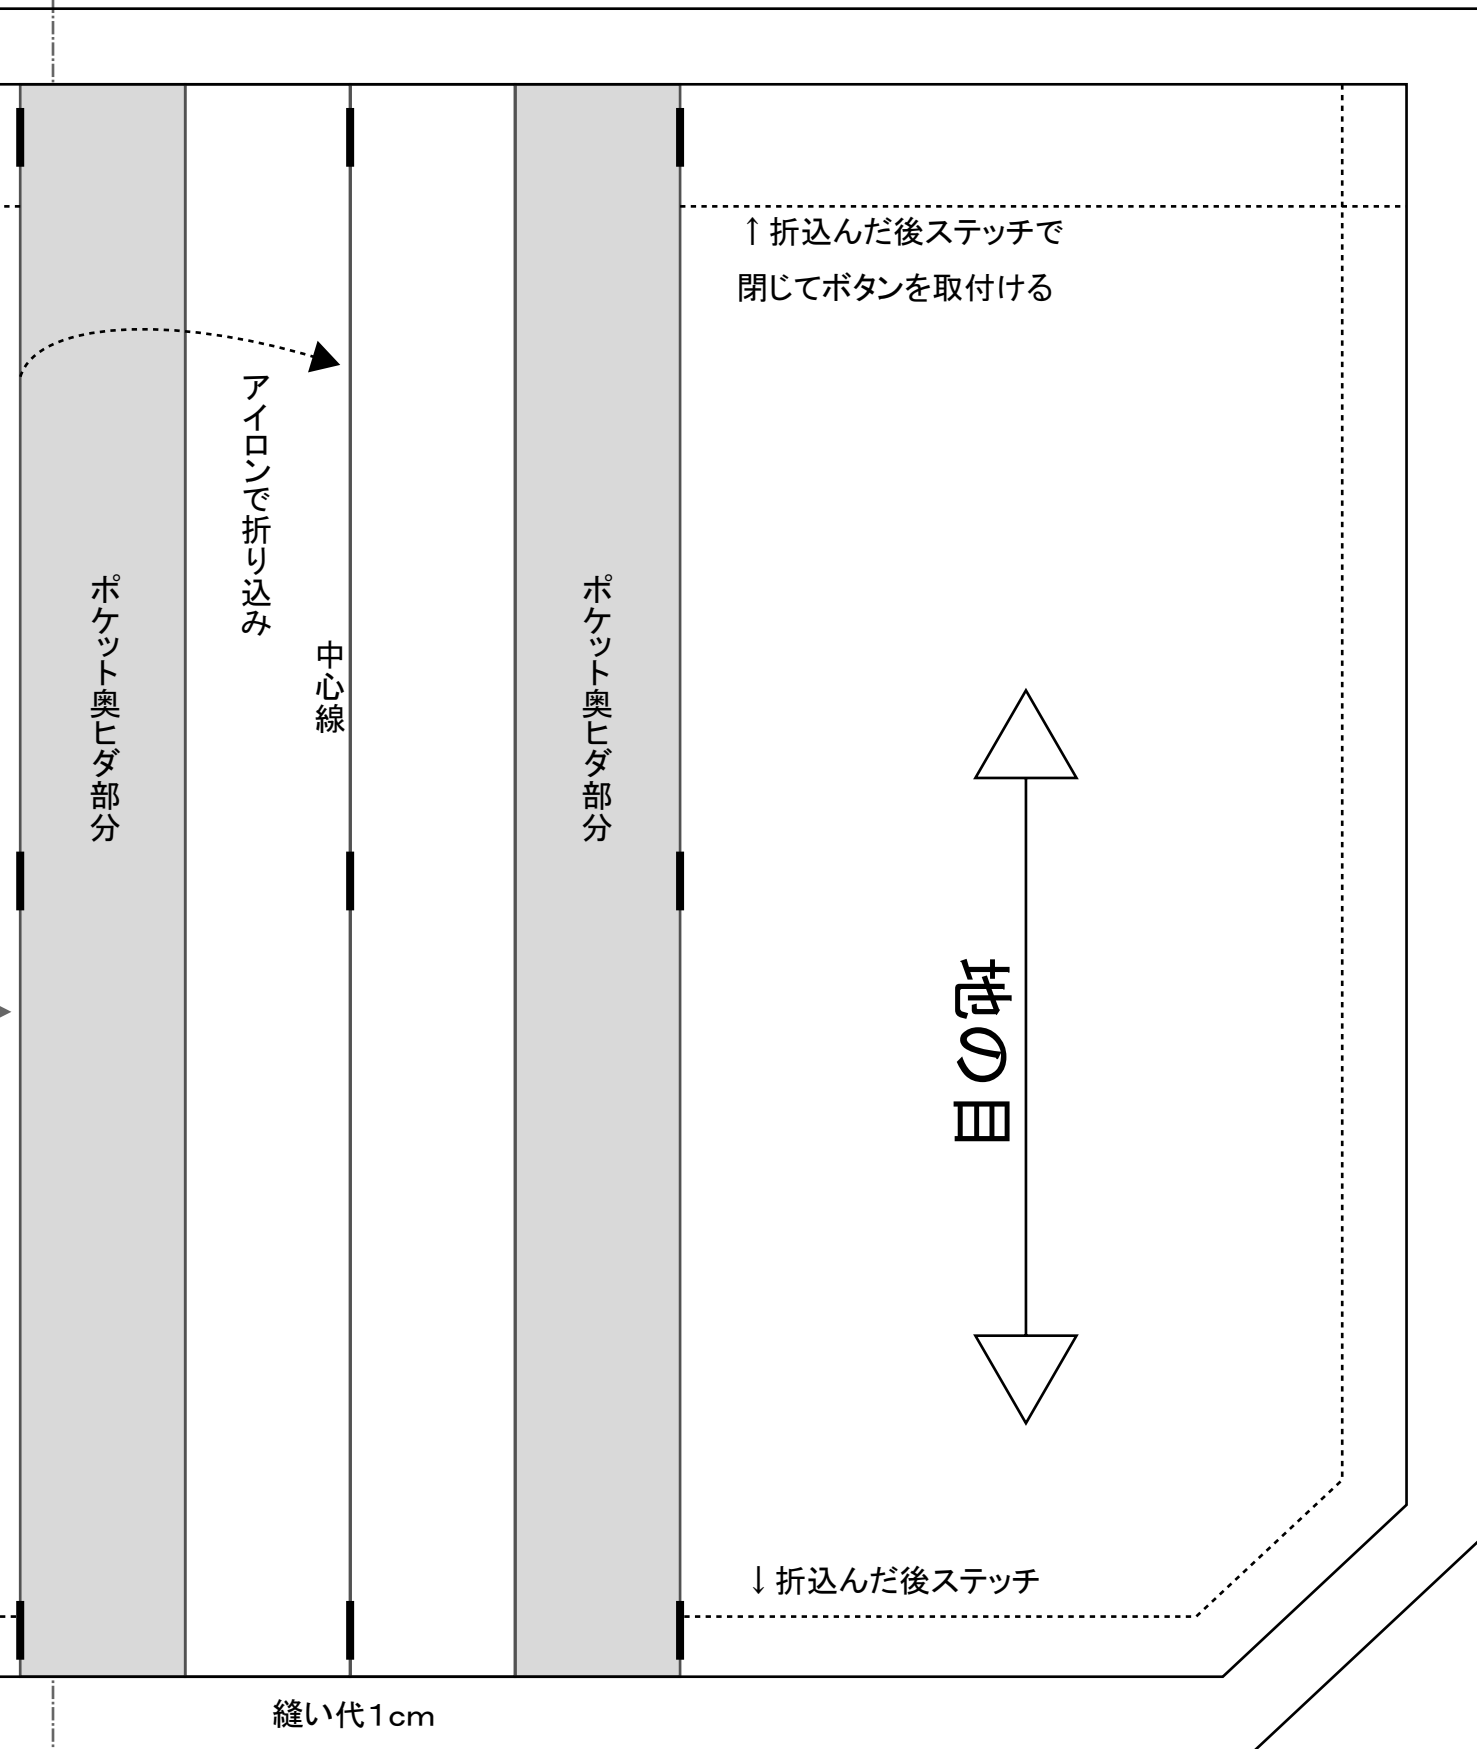 ↑折込んだ後ステッチで
閉じてボタンを取付ける
アイロンで折り込み
中心線
ポケット奥ヒダ部分
ポケット奥ヒダ部分
地の目
↓折込んだ後ステッチ
縫い代1cm